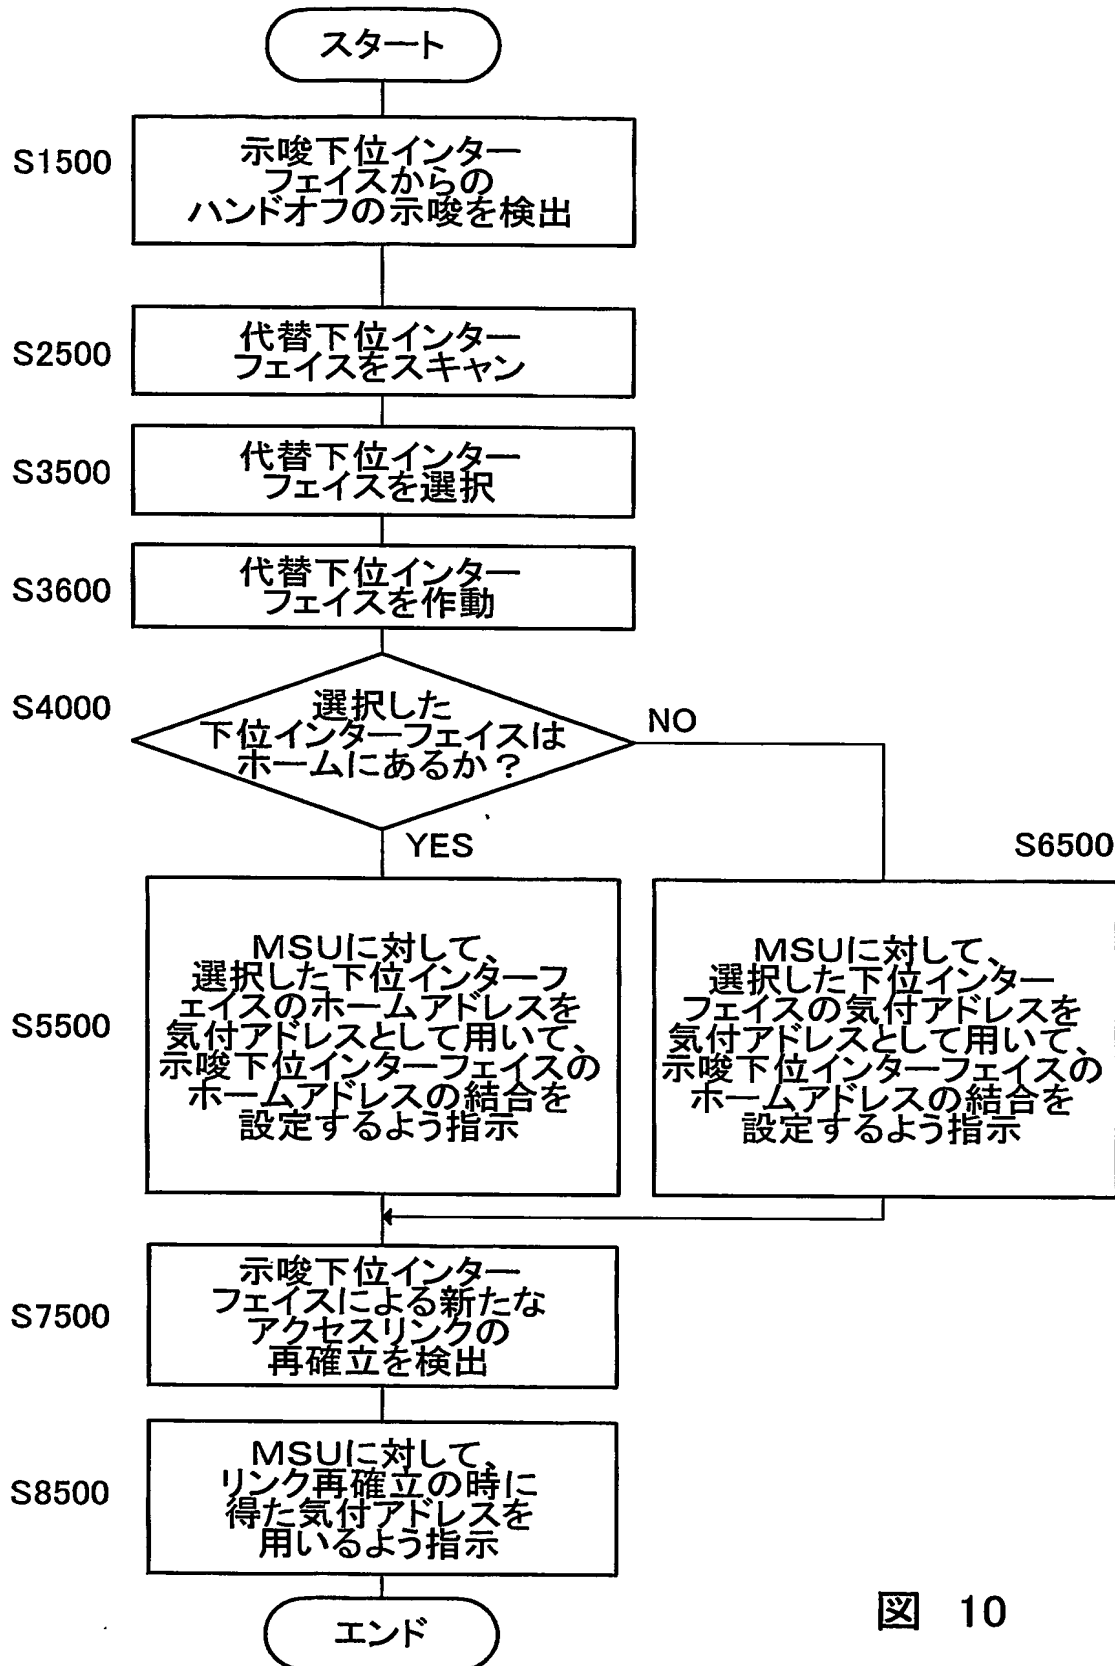 スタート
S1500
示唆下位インター
フェイスからの
ハンドオフの示唆を検出
S2500
代替下位インター
フェイスをスキャン
S3500
代替下位インター
フェイスを選択
S3600
代替下位インター
フェイスを作動
S4000
選択した
下位インターフェイスは
ホームにあるか?
NO
YES
S5500
MSUに対して、
選択した下位インターフ
ェイスのホームアドレスを
気付アドレスとして用いて、
示唆下位インターフェイスの
ホームアドレスの結合を
設定するよう指示
S6500
MSUに対して、
選択した下位インター
フェイスの気付アドレスを
気付アドレスとして用いて、
示唆下位インターフェイスの
ホームアドレスの結合を
設定するよう指示
S7500
示唆下位インター
フェイスによる新たな
アクセスリンクの
再確立を検出
S8500
MSUに対して、
リンク再確立の時に
得た気付アドレスを
用いるよう指示
エンド
図 10